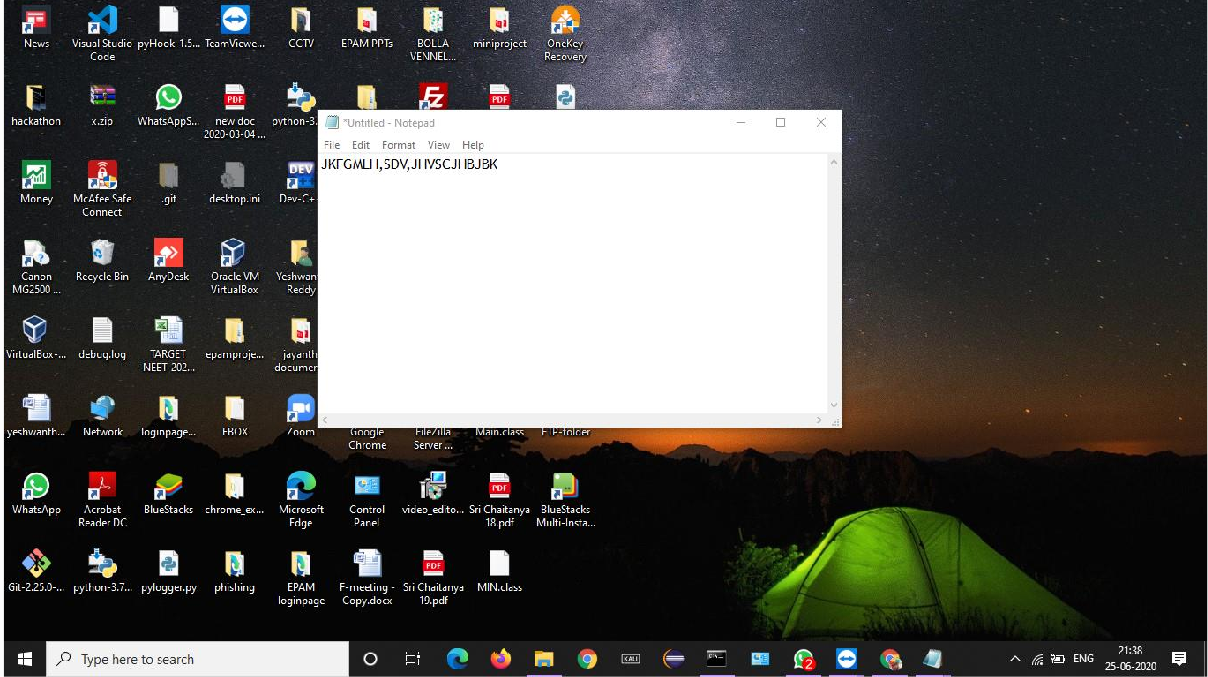 News
Visual Studio Code
pyHook-1.5...
TeamViewe...
CCTV
EPAM PPTs
BOLLA VENNEL...
miniproject
OneKey Recovery
hackathon
x.zip
WhatsAppS...
new doc 2020-03-04 ...
python-3.
*Untitled - Notepad
File Edit Format View Help
Money
McAfee Safe Connect
.git
desktop.ini
Dev-C+
Canon MG2500 ...
Recycle Bin
AnyDesk
Oracle VM VirtualBox
Yeshwan Reddy
VirtualBox-...
debug.log
TARGET NEET-202...
epamproje...
jayanth documen
yeshwanth...
Network
loginpage...
Zoom
Google Chrome
FileZilla Server ...
Main.class
FTP-folder
WhatsApp
Acrobat Reader DC
BlueStacks
chrome_ex...
Microsoft Edge
Control Panel
video_edito...
Sri Chaitanya 18.pdf
BlueStacks Multi-Insta...
Git-2.25.0-...
python-3.7...
pylogger.py
phishing
EPAM loginpage
F-meeting - Copy.docx
Sri Chaitanya 19.pdf
MIN.class
Type here to search
ENG
21:38
25-06-2020